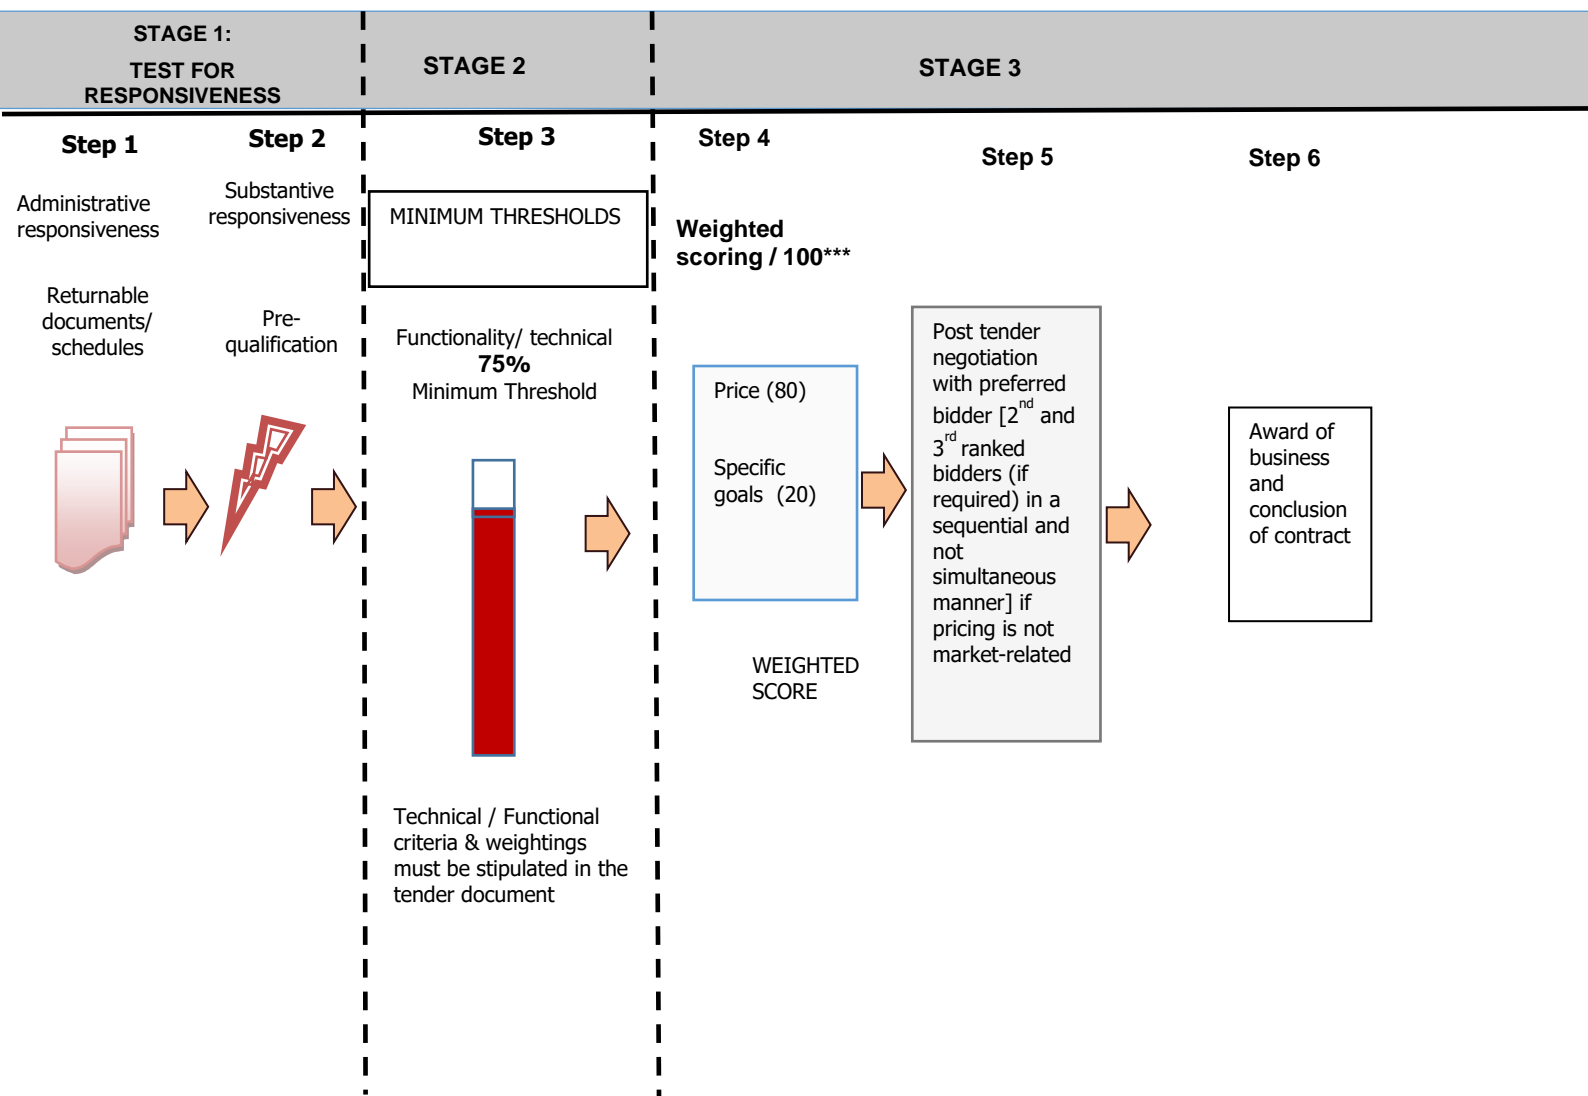 STAGE 1:
TEST FOR
RESPONSIVENESS
STAGE 2
STAGE 3
Step 1
Administrative
responsiveness
Returnable
documents/
schedules
Step 2
Substantive
responsiveness
Pre-
qualification
Step 3
MINIMUM THRESHOLDS
Functionality/ technical
75%
Minimum Threshold
Technical / Functional
criteria & weightings
must be stipulated in the
tender document
Step 4
Weighted
scoring / 100***
Price (80)
Specific
goals (20)
WEIGHTED
SCORE
Step 5
Post tender
negotiation
with preferred
bidder [2nd and
3rd ranked
bidders (if
required) in a
sequential and
not
simultaneous
manner] if
pricing is not
market-related
Step 6
Award of
business
and
conclusion
of contract